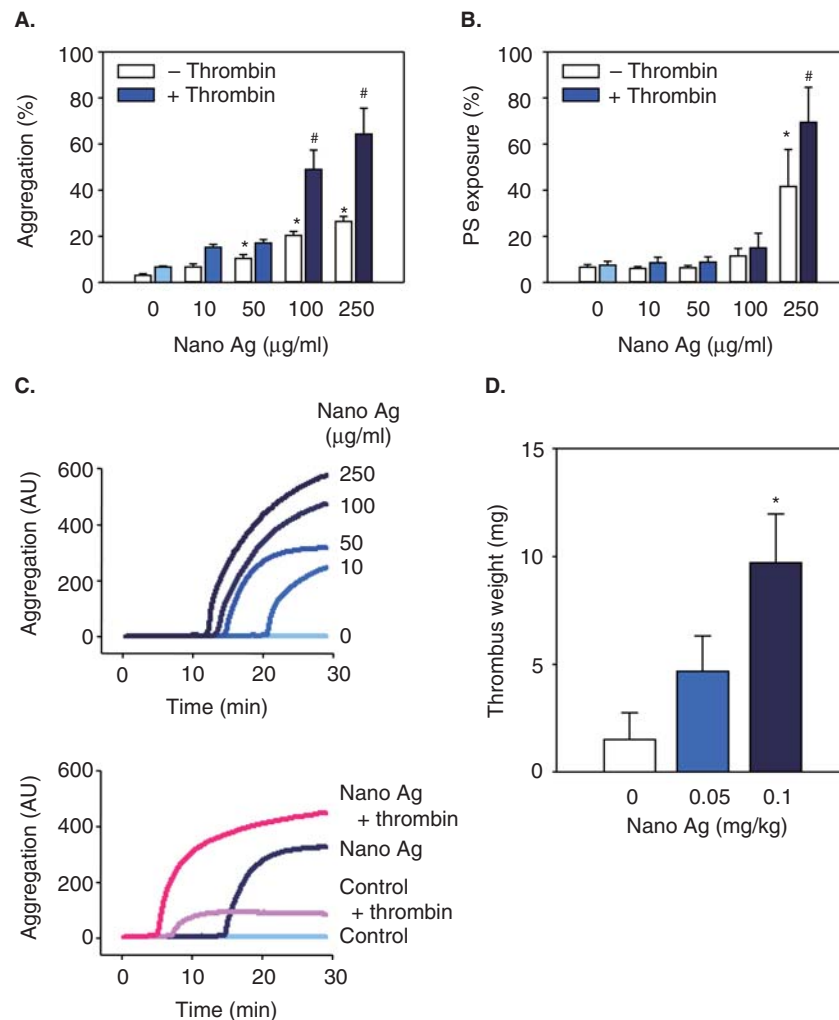 A.
Aggregation (%)
100
80
60
40
20
0
– Thrombin
+ Thrombin
*
*
#
*
#
0 10 50 100 250
Nano Ag (µg/ml)
B.
PS exposure (%)
100
80
60
40
20
0
– Thrombin
+ Thrombin
*
#
0 10 50 100 250
Nano Ag (µg/ml)
C.
Nano Ag
(µg/ml)
Aggregation (AU)
600
400
200
0
250
100
50
10
0
0 10 20 30
Time (min)
Aggregation (AU)
600
400
200
0
Nano Ag
+ thrombin
Nano Ag
Control
+ thrombin
Control
0 10 20 30
Time (min)
D.
Thrombus weight (mg)
15
10
5
0
*
0 0.05 0.1
Nano Ag (mg/kg)